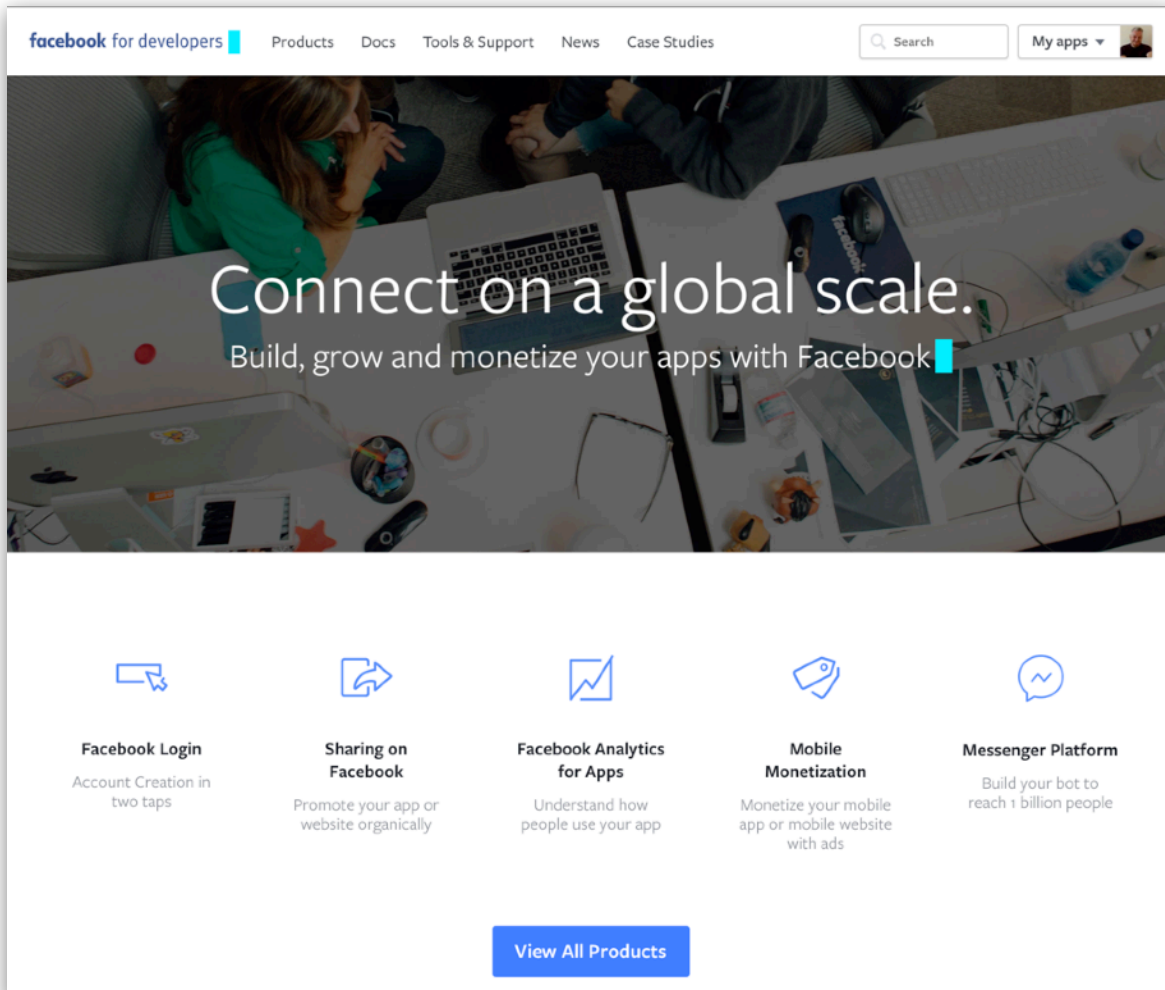 facebook for developers
Products
Docs
Tools & Support
News
Case Studies
Search
My apps
facebook
Connect on a global scale.
Build, grow and monetize your apps with Facebook
Facebook Login
Account Creation in
two taps
Sharing on
Facebook
Promote your app or
website organically
Facebook Analytics
for Apps
Understand how
people use your app
Mobile
Monetization
Monetize your mobile
app or mobile website
with ads
Messenger Platform
Build your bot to
reach 1 billion people
View All Products